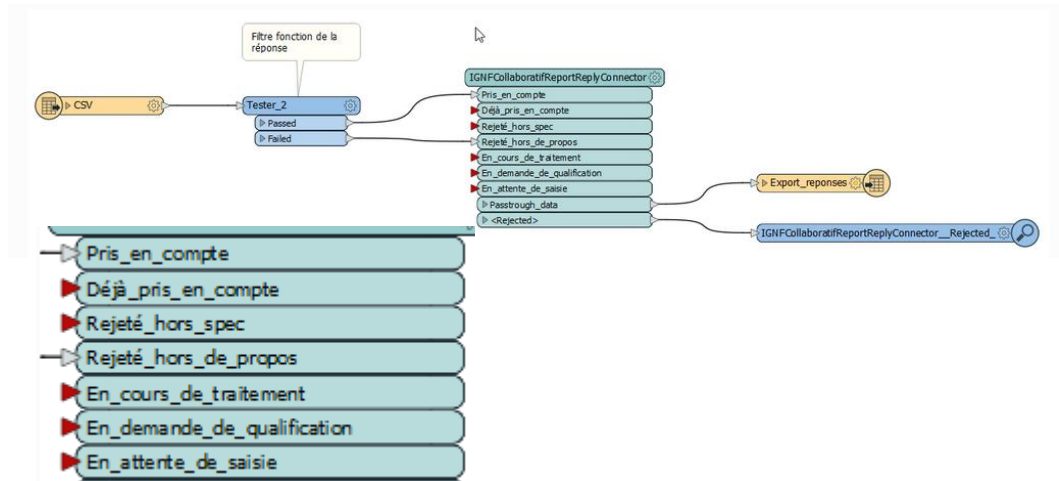 Filtre fonction de la
réponse
CSV
Tester_2
Passed
Failed
IGNFCollaboratifReportReplyConnector
Pris_en_compte
Déjà_pris_en_compte
Rejeté_hors_spec
Rejeté_hors_de_propos
En_cours_de_traitement
En_demande_de_qualification
En_attente_de_saisie
Passtrough_data
<Rejected>
Export_reponses
IGNFCollaboratifReportReplyConnector__Rejected_
Pris_en_compte
Déjà_pris_en_compte
Rejeté_hors_spec
Rejeté_hors_de_propos
En_cours_de_traitement
En_demande_de_qualification
En_attente_de_saisie